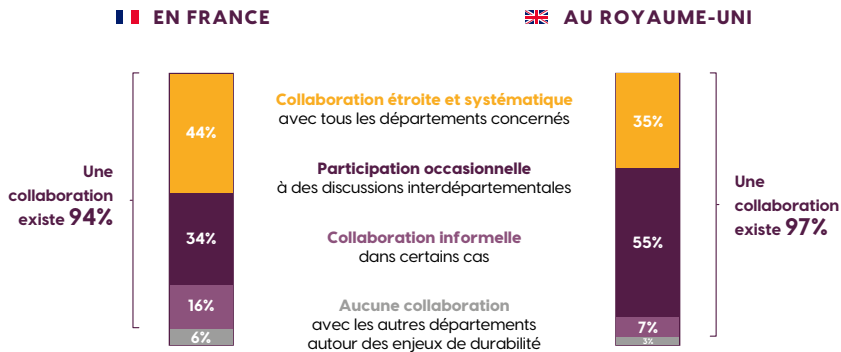 EN FRANCE
AU ROYAUME-UNI
Une
collaboration
existe 94%
44%
34%
16%
6%
Collaboration étroite et systématique
avec tous les départements concernés
Participation occasionnelle
à des discussions interdépartementales
Collaboration informelle
dans certains cas
Aucune collaboration
avec les autres départements
autour des enjeux de durabilité
35%
55%
7%
3%
Une
collaboration
existe 97%